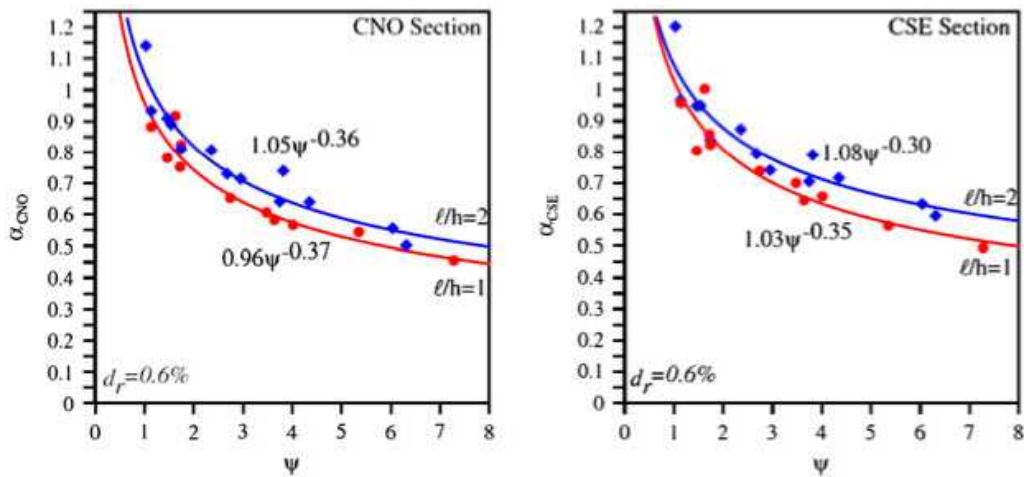 CNO Section
1.2
1.1
1
0.9
0.8
0.7
0.6
0.5
0.4
0.3
0.2
0.1
0
αCNO
1.05ψ-0.36
ℓ/h=2
0.96ψ-0.37
ℓ/h=1
dr=0.6%
0 1 2 3 4 5 6 7 8
ψ
CSE Section
1.2
1.1
1
0.9
0.8
0.7
0.6
0.5
0.4
0.3
0.2
0.1
0
αCSE
1.08ψ-0.30
ℓ/h=2
1.03ψ-0.35
ℓ/h=1
dr=0.6%
0 1 2 3 4 5 6 7 8
ψ